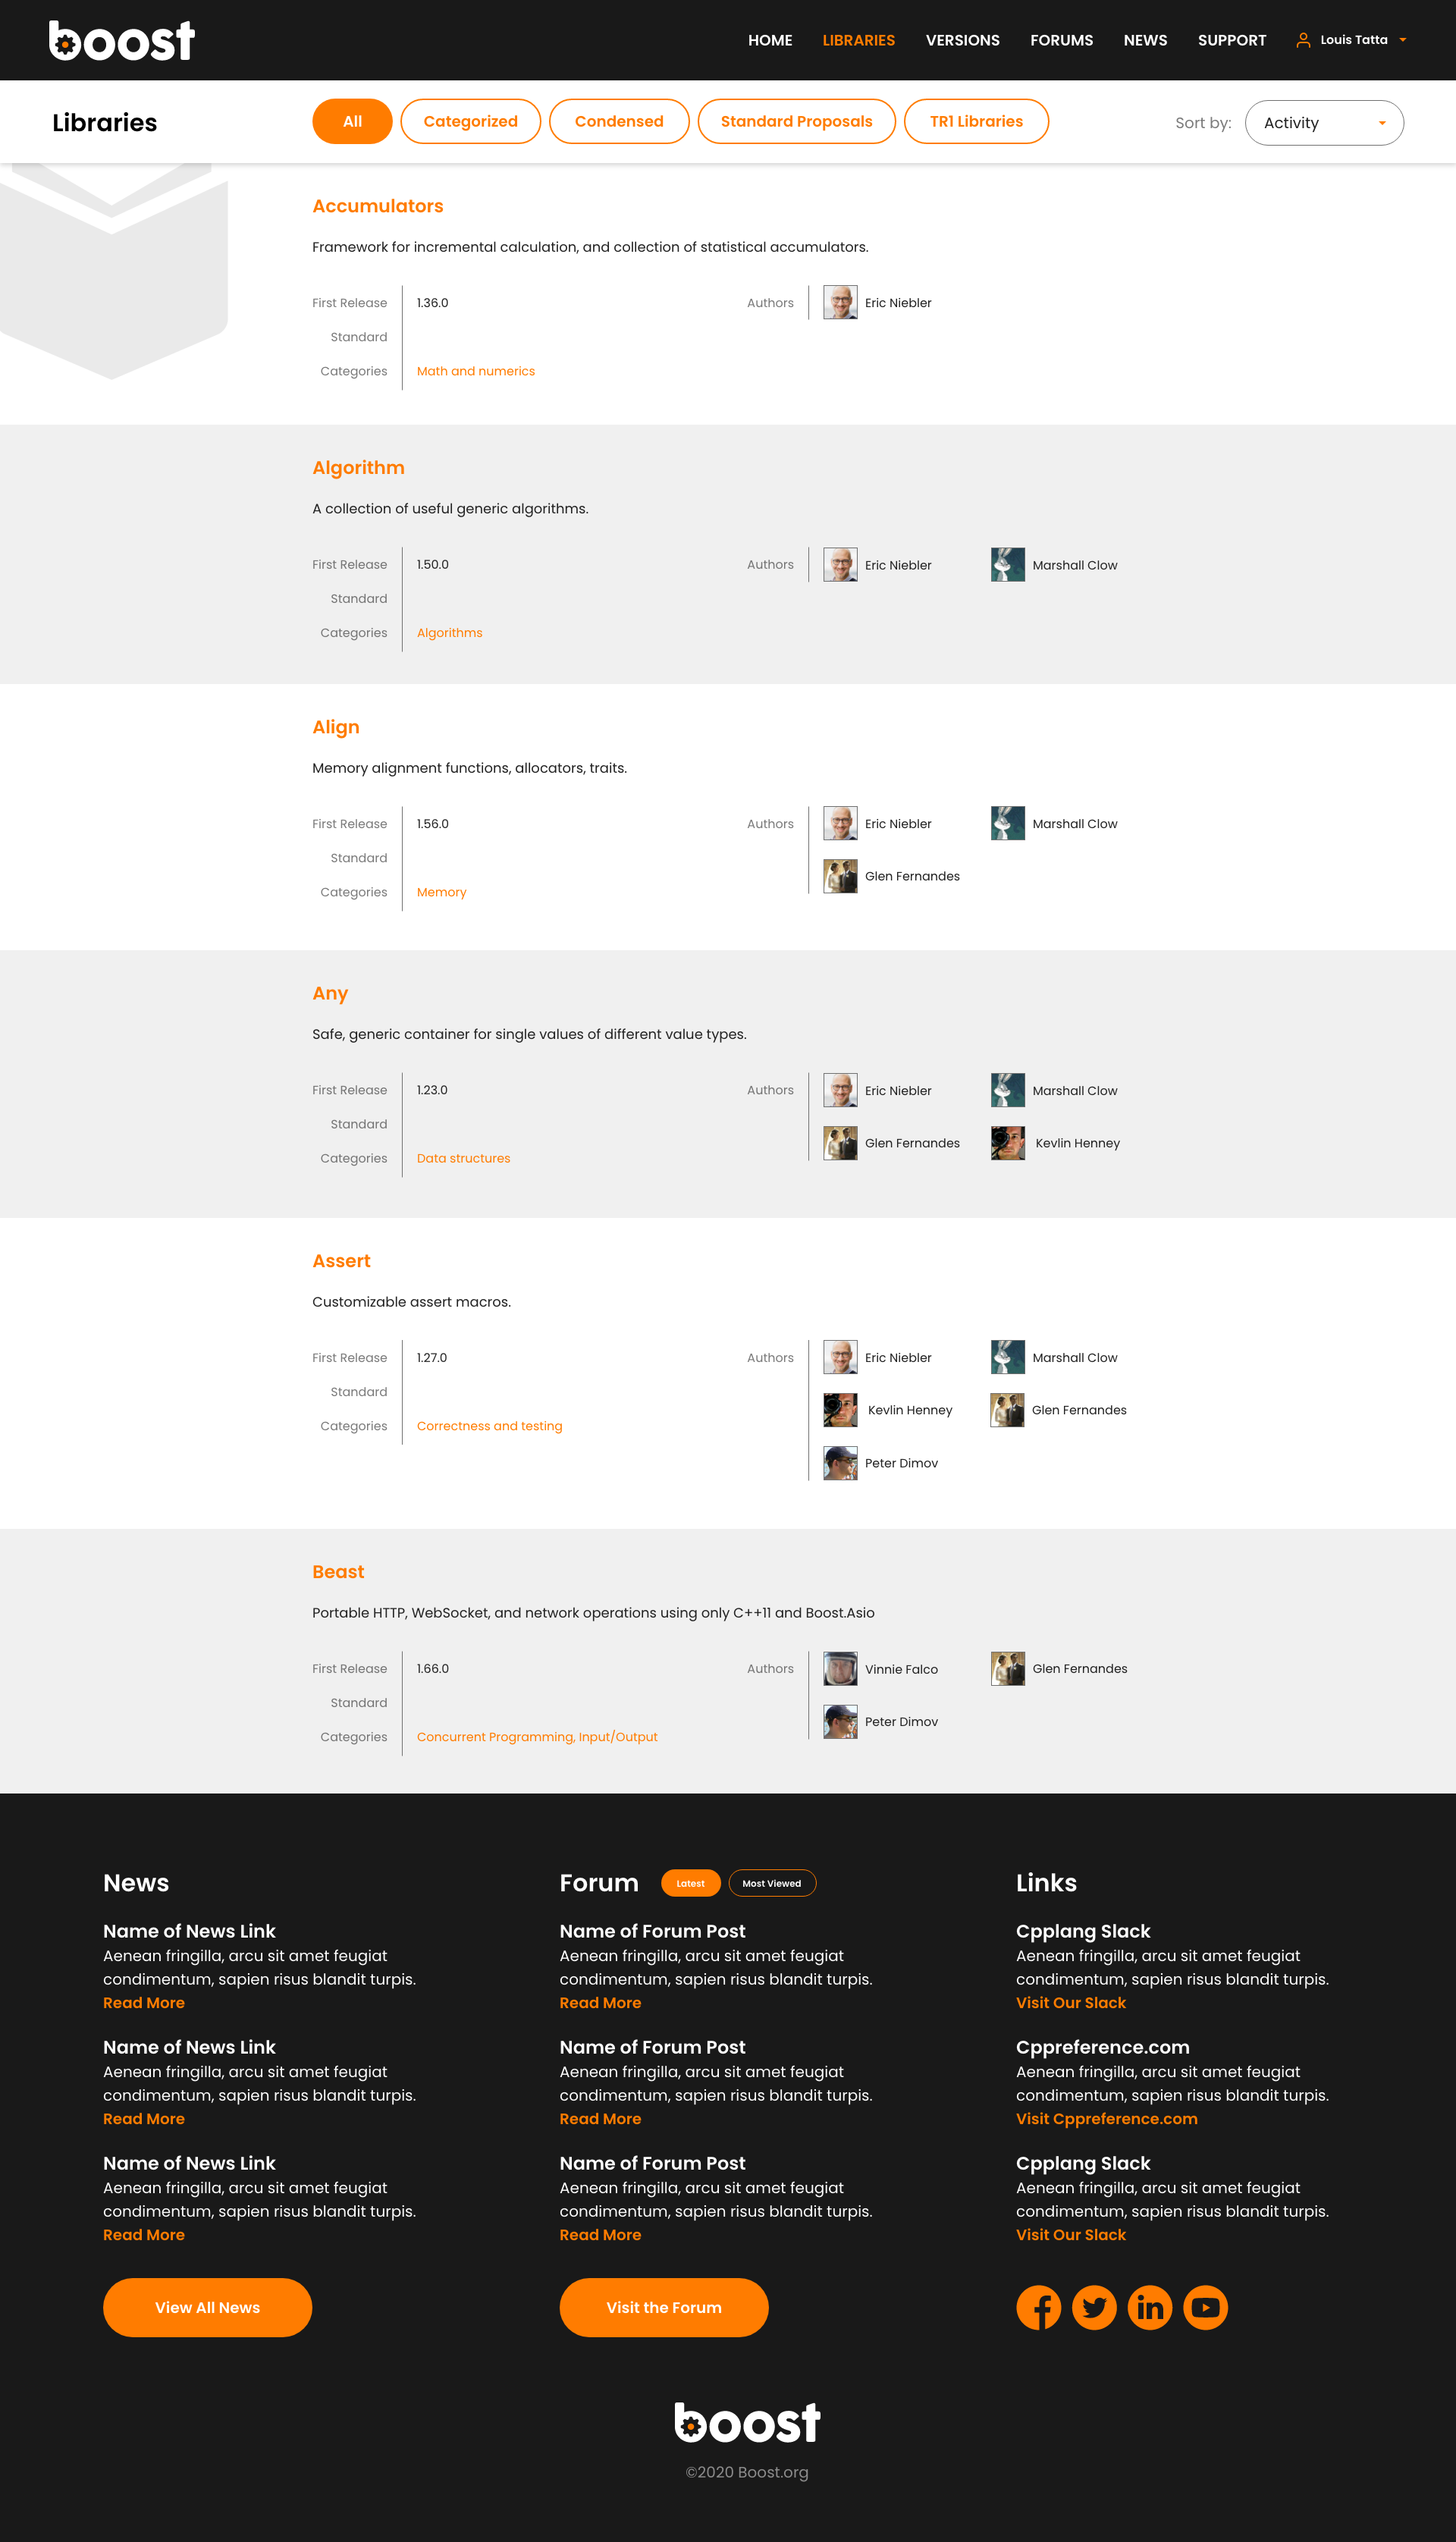 boost
HOME LIBRARIES VERSIONS FORUMS NEWS SUPPORT Louis Tatta
Libraries
All Categorized Condensed Standard Proposals TR1 Libraries
Sort by: Activity
Accumulators
Framework for incremental calculation, and collection of statistical accumulators.
First Release 1.36.0
Standard
Categories Math and numerics
Authors Eric Niebler
Algorithm
A collection of useful generic algorithms.
First Release 1.50.0
Standard
Categories Algorithms
Authors Eric Niebler Marshall Clow
Align
Memory alignment functions, allocators, traits.
First Release 1.56.0
Standard
Categories Memory
Authors Eric Niebler Marshall Clow
Glen Fernandes
Any
Safe, generic container for single values of different value types.
First Release 1.23.0
Standard
Categories Data structures
Authors Eric Niebler Marshall Clow
Glen Fernandes Kevlin Henney
Assert
Customizable assert macros.
First Release 1.27.0
Standard
Categories Correctness and testing
Authors Eric Niebler Marshall Clow
Kevlin Henney Glen Fernandes
Peter Dimov
Beast
Portable HTTP, WebSocket, and network operations using only C++11 and Boost.Asio
First Release 1.66.0
Standard
Categories Concurrent Programming, Input/Output
Authors Vinnie Falco Glen Fernandes
Peter Dimov
News
Name of News Link
Aenean fringilla, arcu sit amet feugiat
condimentum, sapien risus blandit turpis.
Read More
Name of News Link
Aenean fringilla, arcu sit amet feugiat
condimentum, sapien risus blandit turpis.
Read More
Name of News Link
Aenean fringilla, arcu sit amet feugiat
condimentum, sapien risus blandit turpis.
Read More
View All News
Forum Latest Most Viewed
Name of Forum Post
Aenean fringilla, arcu sit amet feugiat
condimentum, sapien risus blandit turpis.
Read More
Name of Forum Post
Aenean fringilla, arcu sit amet feugiat
condimentum, sapien risus blandit turpis.
Read More
Name of Forum Post
Aenean fringilla, arcu sit amet feugiat
condimentum, sapien risus blandit turpis.
Read More
Visit the Forum
Links
Cpplang Slack
Aenean fringilla, arcu sit amet feugiat
condimentum, sapien risus blandit turpis.
Visit Our Slack
Cppreference.com
Aenean fringilla, arcu sit amet feugiat
condimentum, sapien risus blandit turpis.
Visit Cppreference.com
Cpplang Slack
Aenean fringilla, arcu sit amet feugiat
condimentum, sapien risus blandit turpis.
Visit Our Slack
boost
©2020 Boost.org